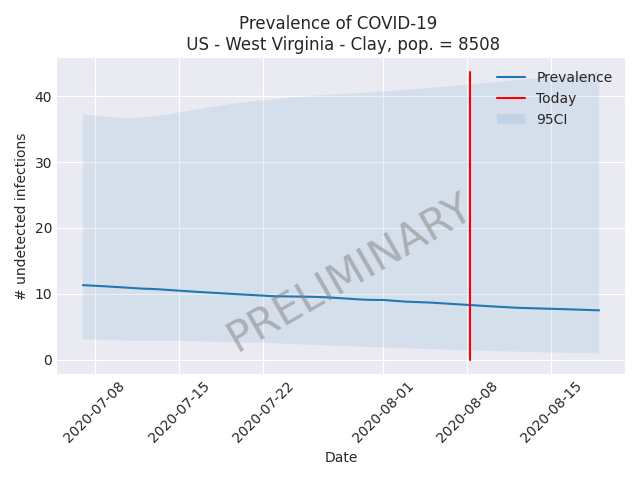 Prevalence of COVID-19
US - West Virginia - Clay, pop. = 8508
Prevalence
Today
95CI
40
30
20
10
0
# undetected infections
PRELIMINARY
2020-07-08
2020-07-15
2020-07-22
2020-08-01
2020-08-08
2020-08-15
Date